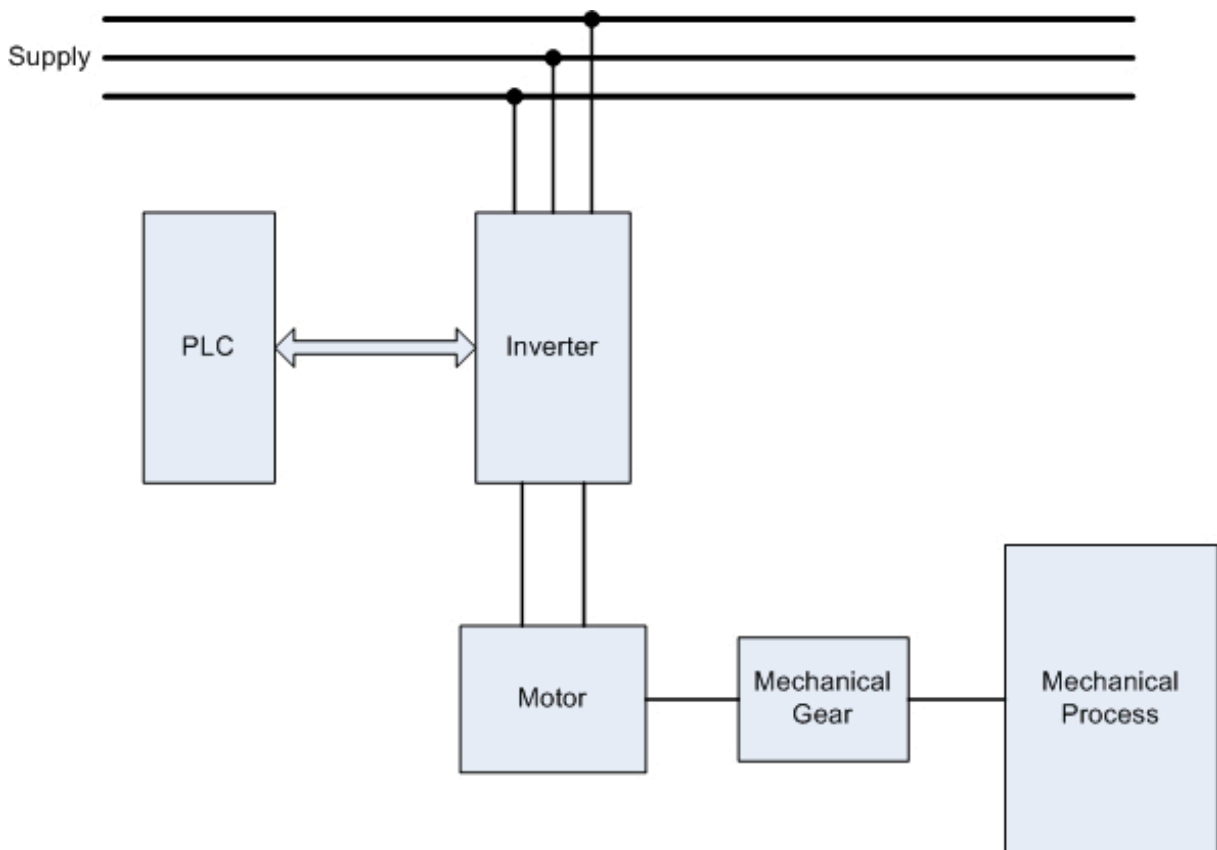 Supply
PLC
Inverter
Motor
Mechanical
Gear
Mechanical
Process